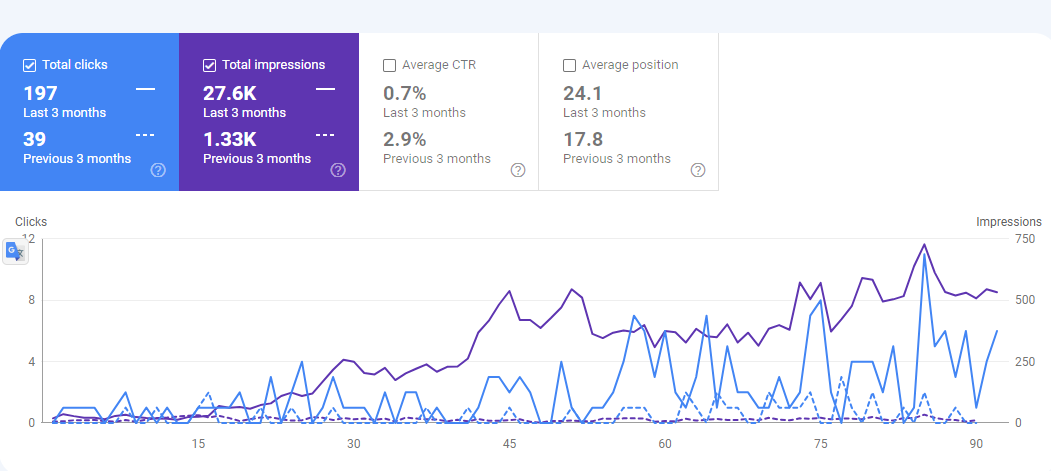 Total clicks
197
Last 3 months
39
Previous 3 months
Total impressions
27.6K
Last 3 months
1.33K
Previous 3 months
Average CTR
0.7%
Last 3 months
2.9%
Previous 3 months
Average position
24.1
Last 3 months
17.8
Previous 3 months
Clicks
Impressions
12
750
8
500
4
250
0
0
15
30
45
60
75
90